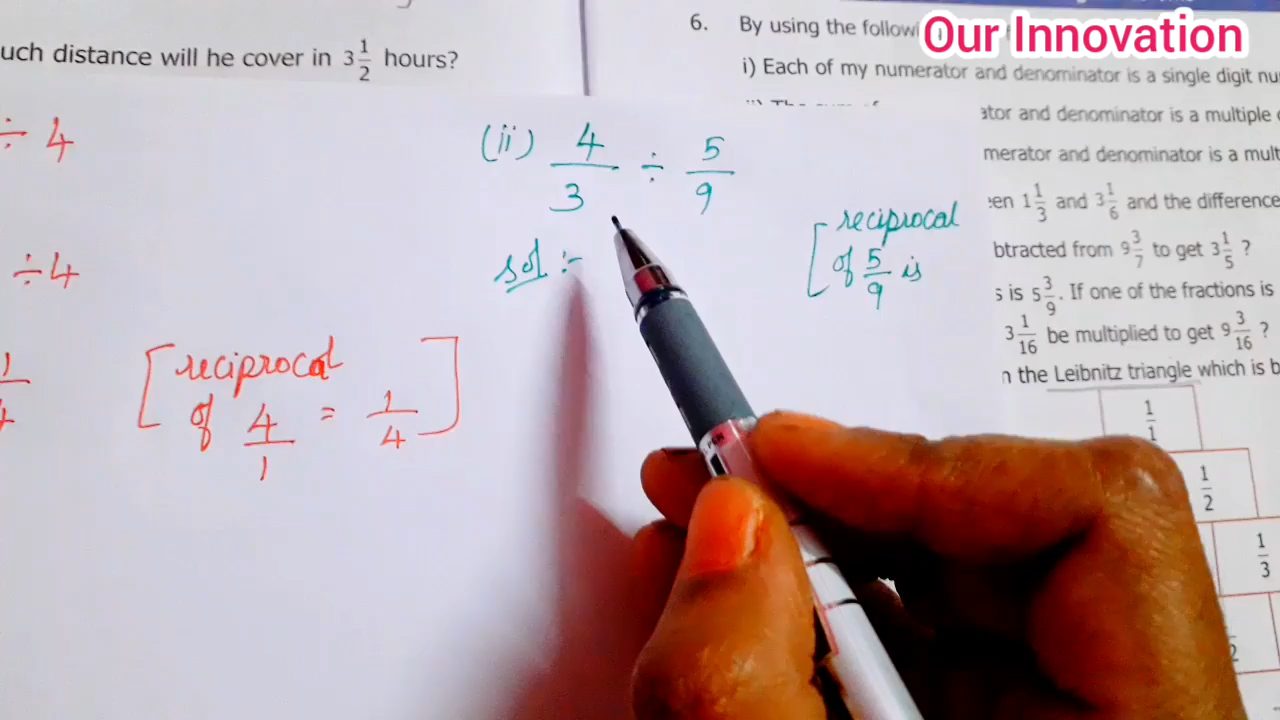 uch distance will he cover in 3 1/2 hours?
÷ 4
÷4
1/4
[reciprocal
of 4/1 = 1/4]
(ii) 4/3 ÷ 5/9
sol :-
[reciprocal
of 5/9 is
Our Innovation
6. By using the followi
i) Each of my numerator and denominator is a single digit nu
ator and denominator is a multiple
merator and denominator is a mult
een 1 1/3 and 3 1/6 and the difference
btracted from 9 3/7 to get 3 1/5 ?
s is 5 3/9. If one of the fractions is
3 1/16 be multiplied to get 9 3/16 ?
n the Leibnitz triangle which is b
1/1
1/2
1/3